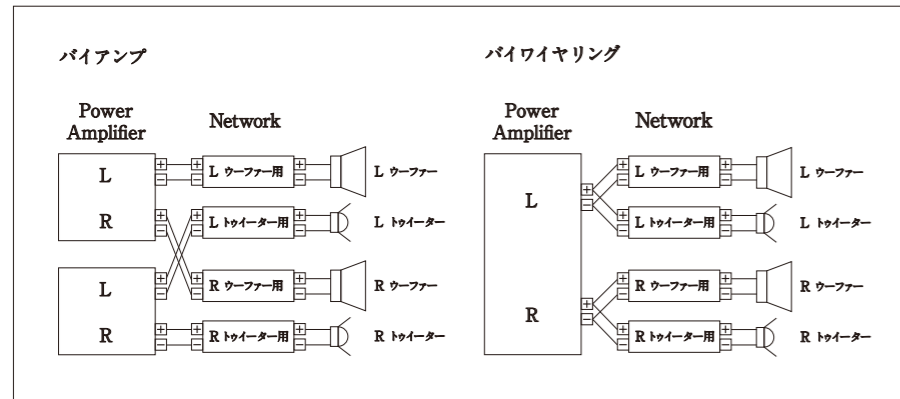 バイアンプ
Power
Amplifier
Network
L
R
L
R
+ + + L ウーファー用
− − −
L ウーファー
+ + L トゥイーター用 +
− − −
L トゥイーター
+ + R ウーファー用 +
− − −
R ウーファー
+ + R トゥイーター用 +
− − −
R トゥイーター
バイワイヤリング
Power
Amplifier
Network
L
R
+ + L ウーファー用 +
− − −
L ウーファー
+ L トゥイーター用 +
− −
L トゥイーター
+ + R ウーファー用 +
− − −
R ウーファー
+ R トゥイーター用 +
− −
R トゥイーター